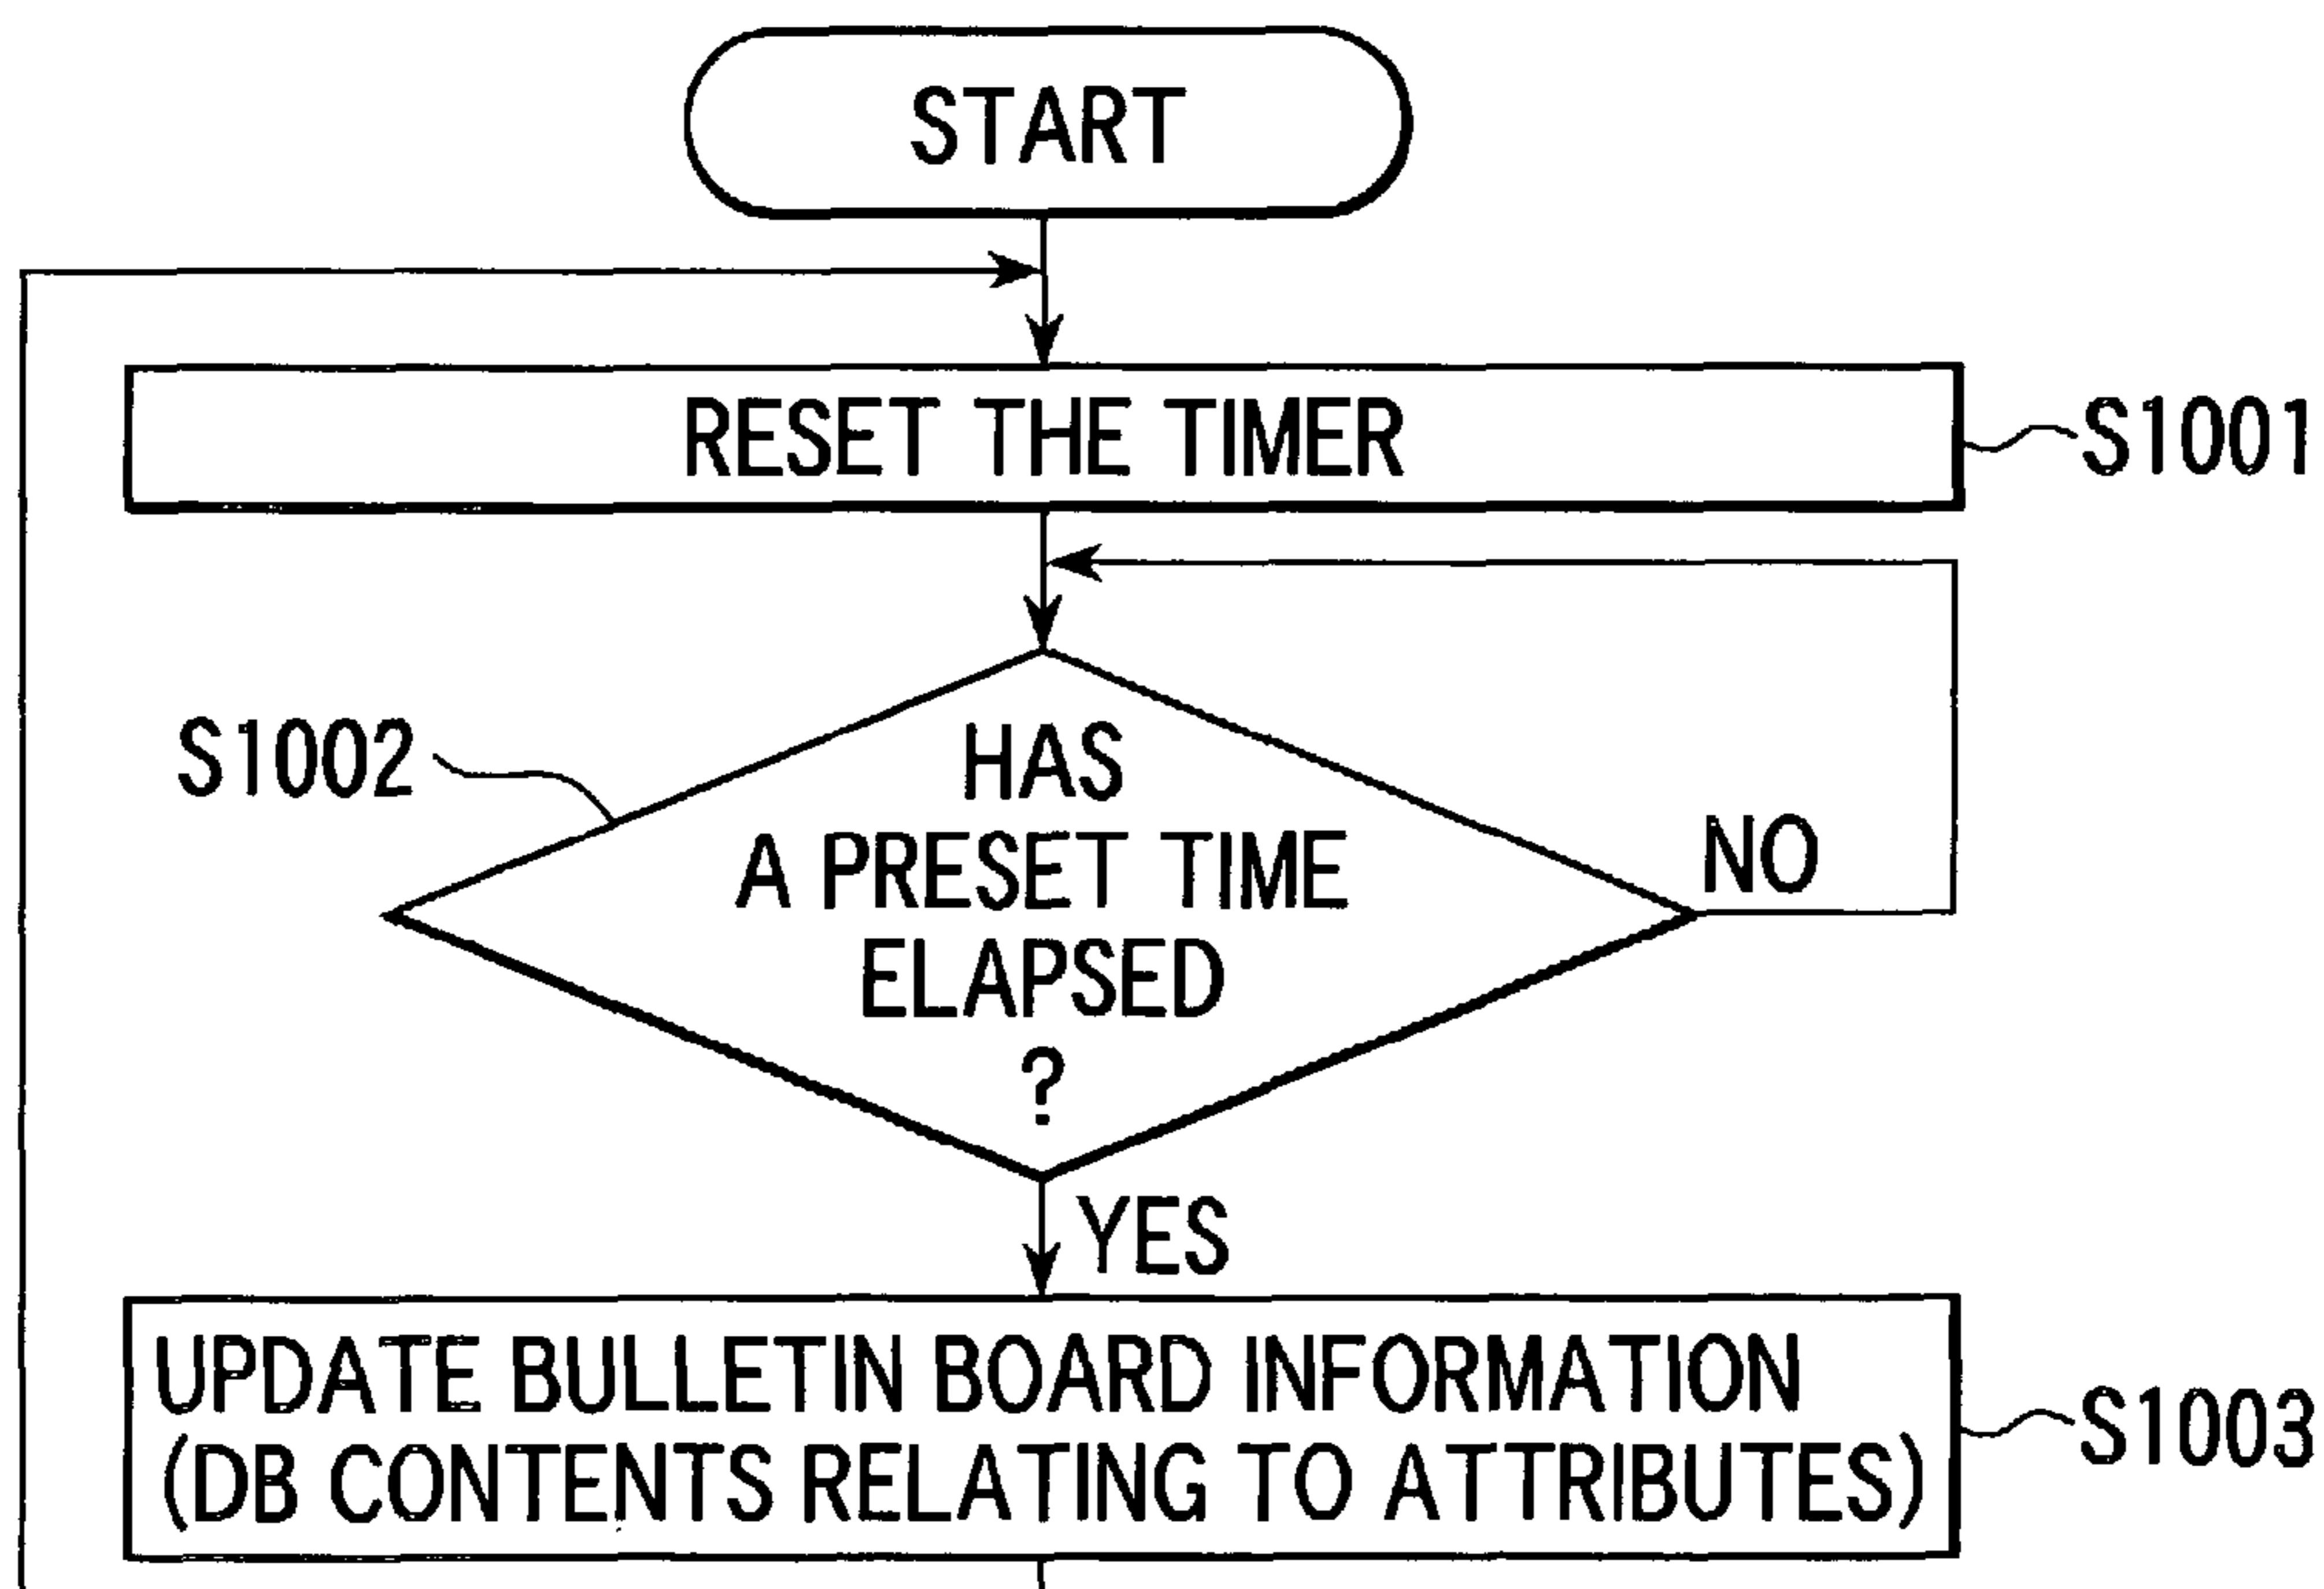 START
RESET THE TIMER
S1001
S1002
HAS
A PRESET TIME
ELAPSED
?
NO
YES
UPDATE BULLETIN BOARD INFORMATION
(DB CONTENTS RELATING TO ATTRIBUTES)
S1003